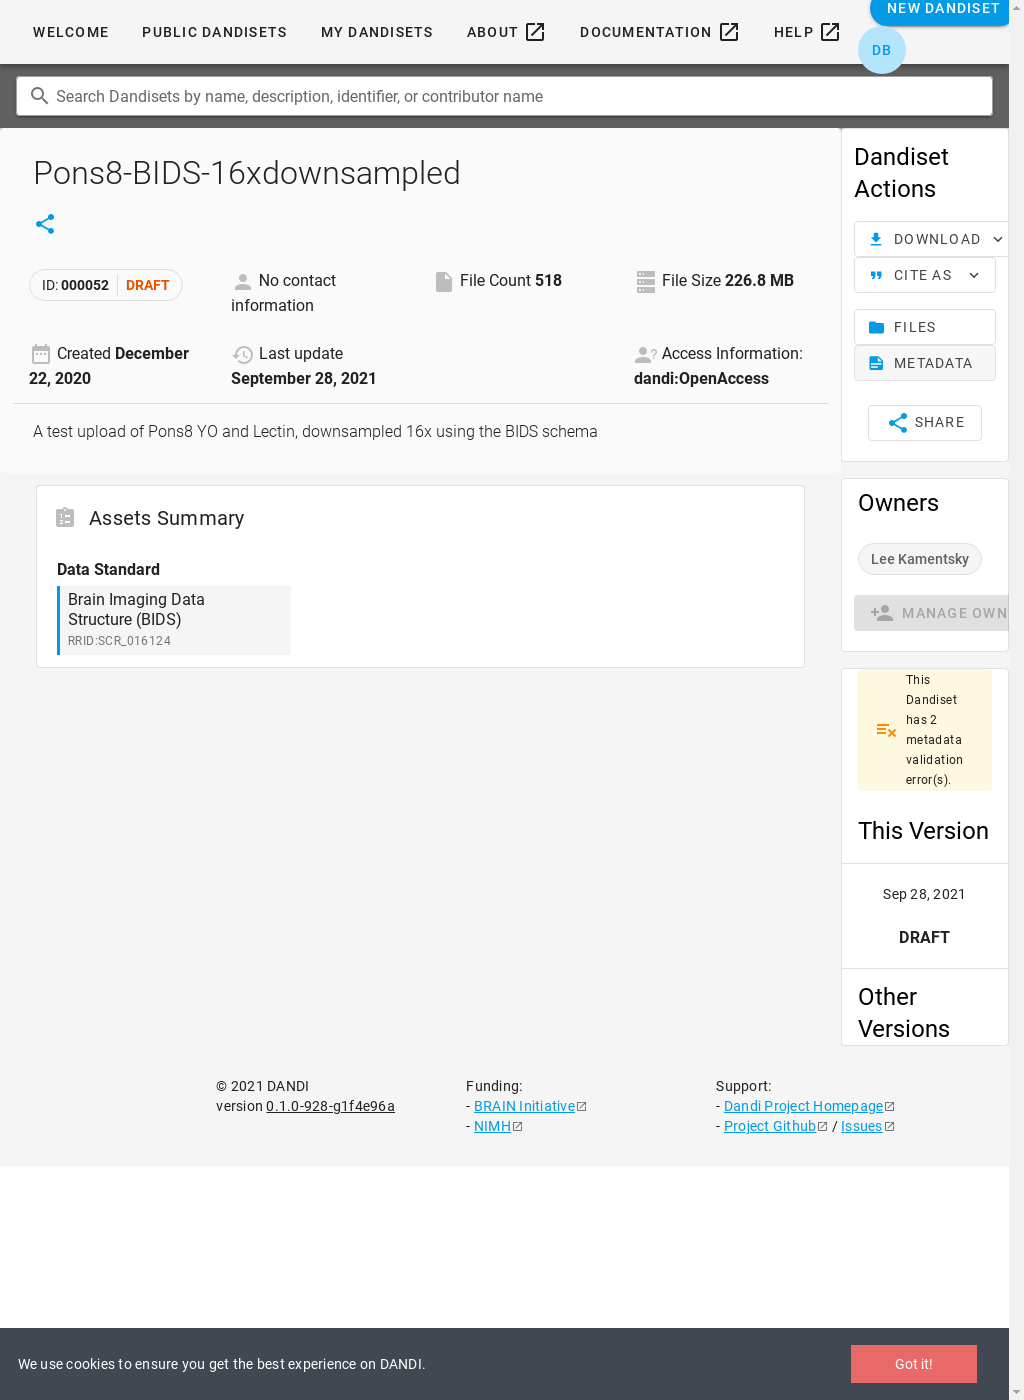 WELCOME PUBLIC DANDISETS MY DANDISETS ABOUT DOCUMENTATION HELP NEW DANDISET
DB
Search Dandisets by name, description, identifier, or contributor name
Pons8-BIDS-16xdownsampled
ID: 000052 DRAFT
No contact
information
File Count 518
File Size 226.8 MB
Created December
22, 2020
Last update
September 28, 2021
Access Information:
dandi:OpenAccess
A test upload of Pons8 YO and Lectin, downsampled 16x using the BIDS schema
Assets Summary
Data Standard
Brain Imaging Data
Structure (BIDS)
RRID:SCR_016124
Dandiset
Actions
DOWNLOAD
CITE AS
FILES
METADATA
SHARE
Owners
Lee Kamentsky
MANAGE OWN
This
Dandiset
has 2
metadata
validation
error(s).
This Version
Sep 28, 2021
DRAFT
Other
Versions
© 2021 DANDI
version 0.1.0-928-g1f4e96a
Funding:
- BRAIN Initiative
- NIMH
Support:
- Dandi Project Homepage
- Project Github / Issues
We use cookies to ensure you get the best experience on DANDI.
Got it!